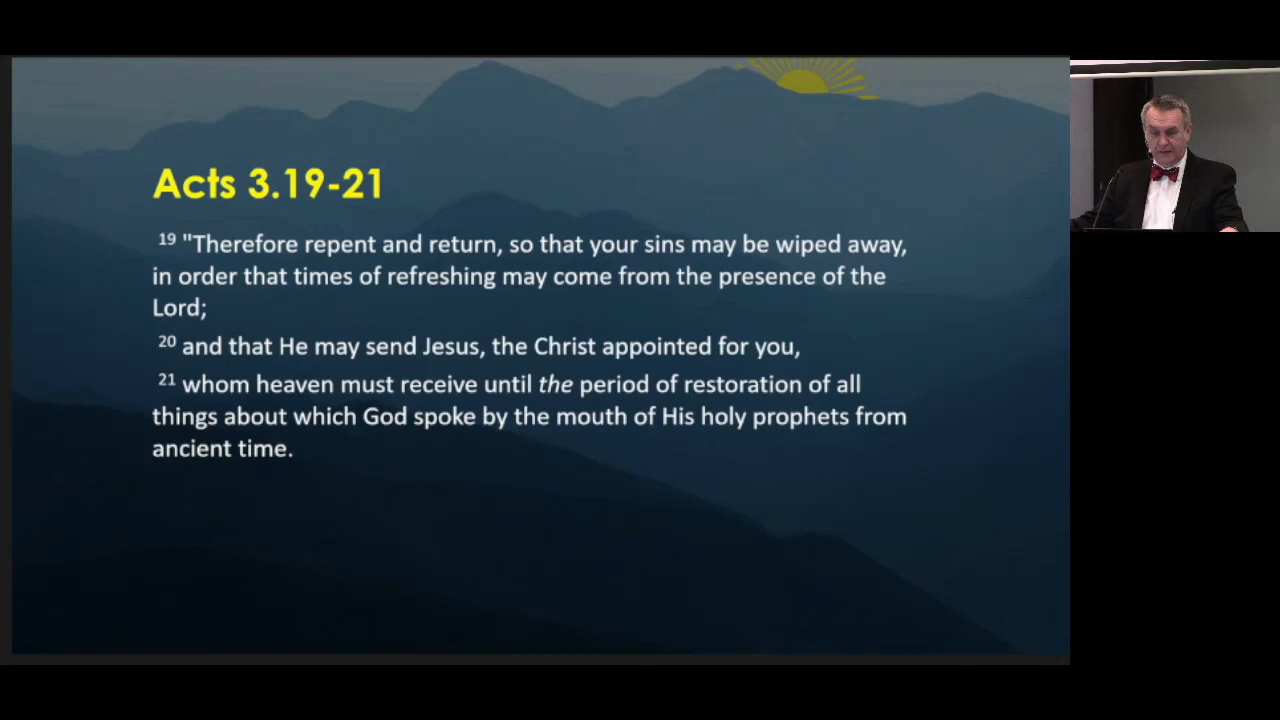 Acts 3.19-21
19 "Therefore repent and return, so that your sins may be wiped away,
in order that times of refreshing may come from the presence of the
Lord;
20 and that He may send Jesus, the Christ appointed for you,
21 whom heaven must receive until the period of restoration of all
things about which God spoke by the mouth of His holy prophets from
ancient time.